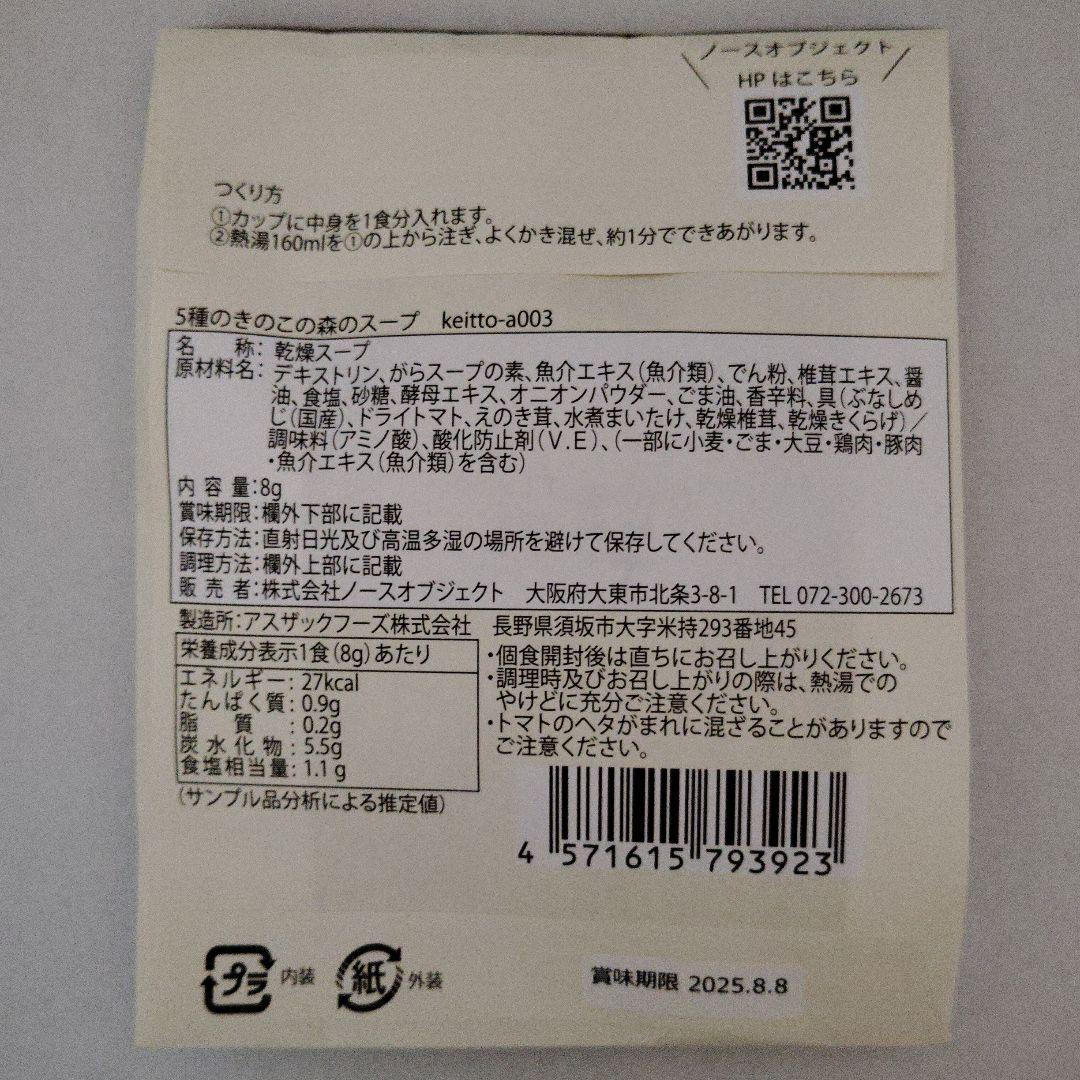 ノースオブジェクト
HPはこちら
つくり方
①カップに中身を1食分入れます。
②熱湯160mlを①の上から注ぎ、よくかき混ぜ、約1分でできあがります。
5種のきのこの森のスープ keitto-a003
名称：乾燥スープ
原材料名：デキストリン、がらスープの素、魚介エキス（魚介類）、でん粉、椎茸エキス、醤
油、食塩、砂糖、酵母エキス、オニオンパウダー、ごま油、香辛料、具（ぶなしめ
じ（国産）、ドライトマト、えのき茸、水煮まいたけ、乾燥椎茸、乾燥きくらげ）／
調味料（アミノ酸）、酸化防止剤（V.E）、（一部に小麦・ごま・大豆・鶏肉・豚肉
・魚介エキス（魚介類）を含む）
内容量：8g
賞味期限：欄外下部に記載
保存方法：直射日光及び高温多湿の場所を避けて保存してください。
調理方法：欄外上部に記載
販売者：株式会社ノースオブジェクト 大阪府大東市北条3-8-1 TEL 072-300-2673
製造所：アスザックフーズ株式会社 長野県須坂市大字米持293番地45
栄養成分表示1食（8g）あたり
エネルギー：27kcal
たんぱく質：0.9g
脂質：0.2g
炭水化物：5.5g
食塩相当量：1.1g
（サンプル品分析による推定値）
・個食開封後は直ちにお召し上がりください。
・調理時及びお召し上がりの際は、熱湯での
やけどに充分ご注意ください。
・トマトのヘタがまれに混ざることがありますので
ご注意ください。
4 571615 793923
プラ 内装 紙 外装
賞味期限 2025.8.8